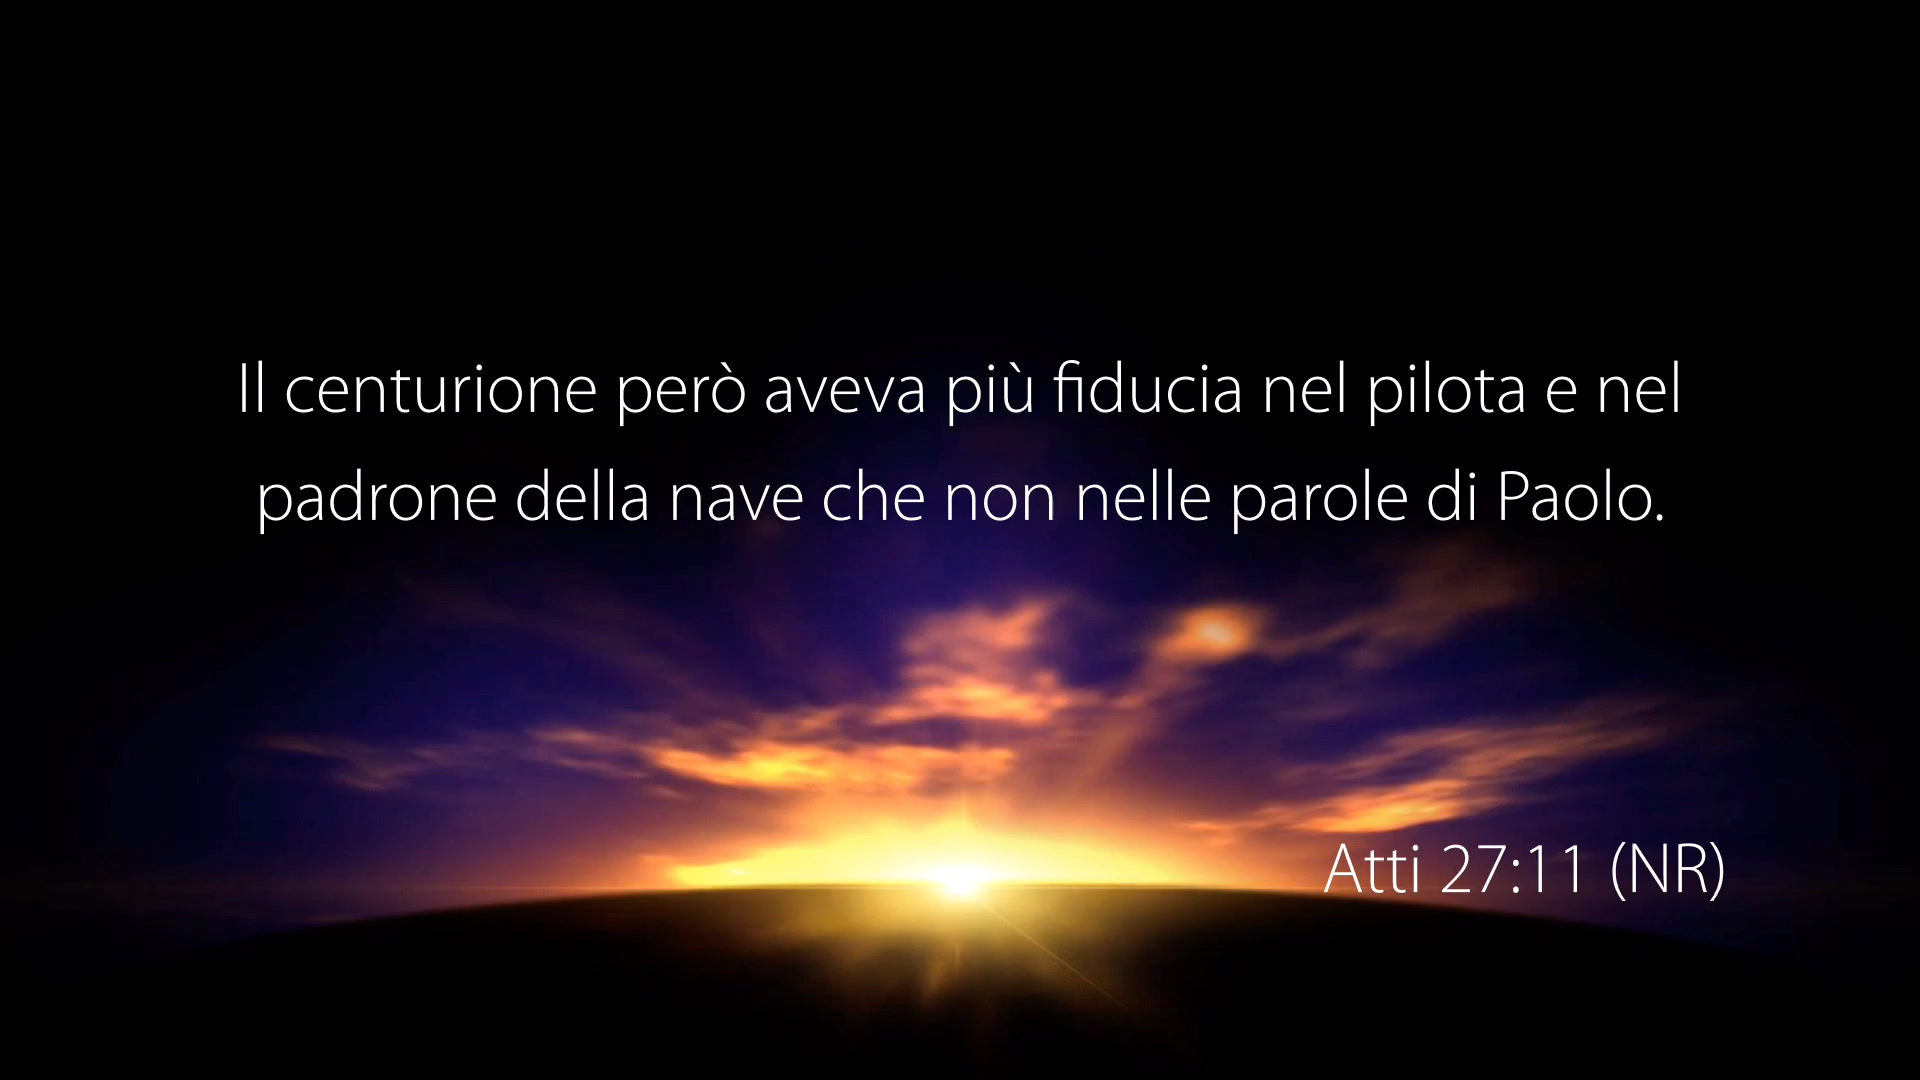 Il centurione però aveva più fiducia nel pilota e nel
padrone della nave che non nelle parole di Paolo.
Atti 27:11 (NR)